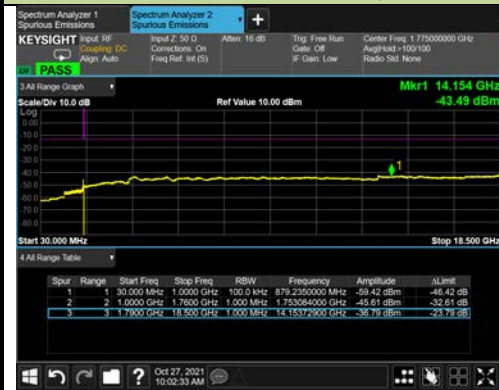 Spectrum Analyzer 1
Spurious Emissions
Spectrum Analyzer 2
Spurious Emissions
KEYSIGHT
Input: RF
Coupling: DC
Align: Auto
Input Z: 50 Ω
Corrections: On
Freq Ref: Int (S)
Atten: 16 dB
Trig: Free Run
Gate: Off
IF Gain: Low
Center Freq: 1.775000000 GHz
Avg|Hold:>100/100
Radio Std: None
PASS
3 All Range Graph
Mkr1 14.154 GHz
Scale/Div 10.0 dB
Ref Value 10.00 dBm
-43.49 dBm
Log
0.00
-10.0
-20.0
-30.0
-40.0
-50.0
-60.0
-70.0
-80.0
1
Start 30.000 MHz
Stop 18.500 GHz
4 All Range Table
Spur Range Start Freq Stop Freq RBW Frequency Amplitude ΔLimit
1 1 30.000 MHz 1.0000 GHz 100.0 kHz 879.2350000 MHz -59.42 dBm -46.42 dB
2 2 1.0000 GHz 1.7600 GHz 1.000 MHz 1.753084000 GHz -45.61 dBm -32.61 dB
3 3 1.7900 GHz 18.500 GHz 1.000 MHz 14.15372900 GHz -36.79 dBm -23.79 dB
?
Oct 27, 2021
10:02:33 AM